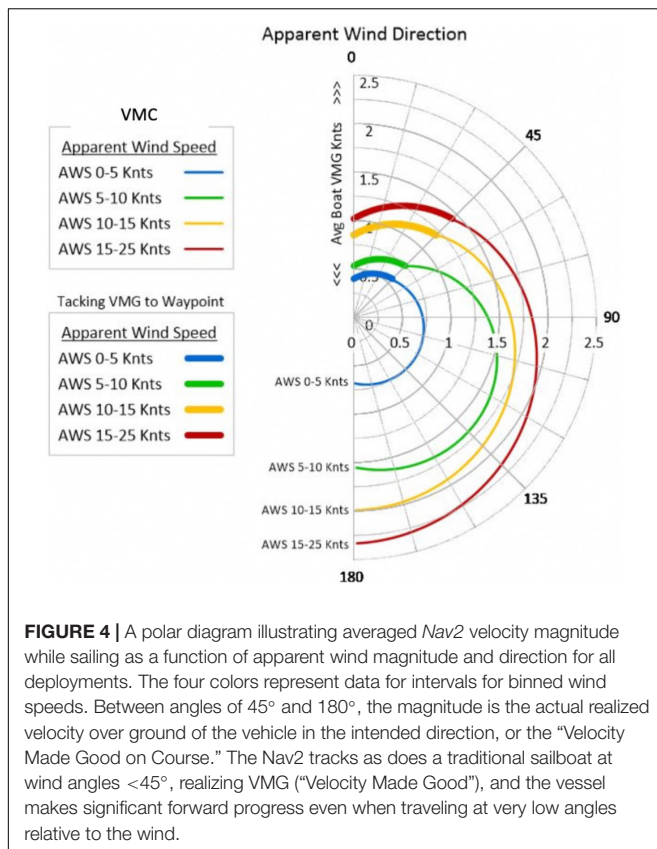 Apparent Wind Direction
0
2.5
2
1.5
1
0.5
0
<<< Avg Boat VMG Knts >>>
45
90
135
180
0 0.5 1 1.5 2 2.5
VMC
Apparent Wind Speed
AWS 0-5 Knts
AWS 5-10 Knts
AWS 10-15 Knts
AWS 15-25 Knts
Tacking VMG to Waypoint
Apparent Wind Speed
AWS 0-5 Knts
AWS 5-10 Knts
AWS 10-15 Knts
AWS 15-25 Knts
AWS 0-5 Knts
AWS 5-10 Knts
AWS 10-15 Knts
AWS 15-25 Knts
FIGURE 4 | A polar diagram illustrating averaged Nav2 velocity magnitude
while sailing as a function of apparent wind magnitude and direction for all
deployments. The four colors represent data for intervals for binned wind
speeds. Between angles of 45° and 180°, the magnitude is the actual realized
velocity over ground of the vehicle in the intended direction, or the “Velocity
Made Good on Course.” The Nav2 tracks as does a traditional sailboat at
wind angles <45°, realizing VMG (“Velocity Made Good”), and the vessel
makes significant forward progress even when traveling at very low angles
relative to the wind.